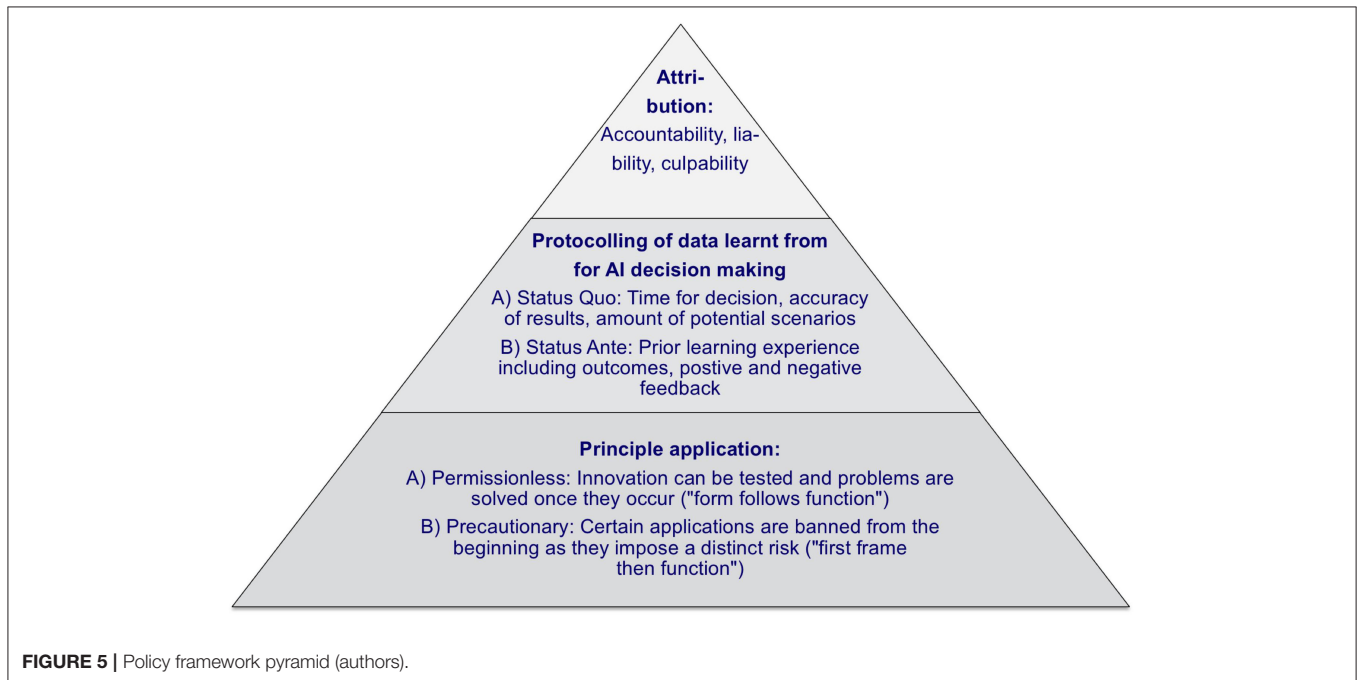 Attri-
bution:
Accountability, lia-
bility, culpability
Protocolling of data learnt from
for AI decision making
A) Status Quo: Time for decision, accuracy
of results, amount of potential scenarios
B) Status Ante: Prior learning experience
including outcomes, postive and negative
feedback
Principle application:
A) Permissionless: Innovation can be tested and problems are
solved once they occur ("form follows function")
B) Precautionary: Certain applications are banned from the
beginning as they impose a distinct risk ("first frame
then function")
FIGURE 5 | Policy framework pyramid (authors).